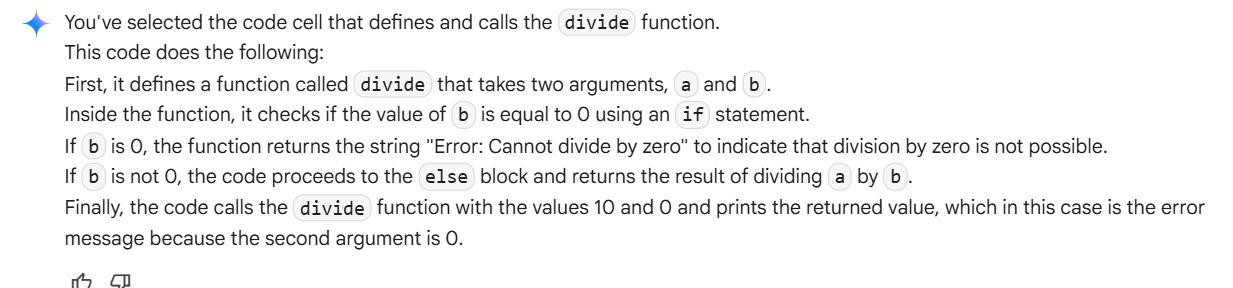 You've selected the code cell that defines and calls the divide function.
This code does the following:
First, it defines a function called divide that takes two arguments, a and b.
Inside the function, it checks if the value of b is equal to 0 using an if statement.
If b is 0, the function returns the string "Error: Cannot divide by zero" to indicate that division by zero is not possible.
If b is not 0, the code proceeds to the else block and returns the result of dividing a by b.
Finally, the code calls the divide function with the values 10 and 0 and prints the returned value, which in this case is the error
message because the second argument is 0.